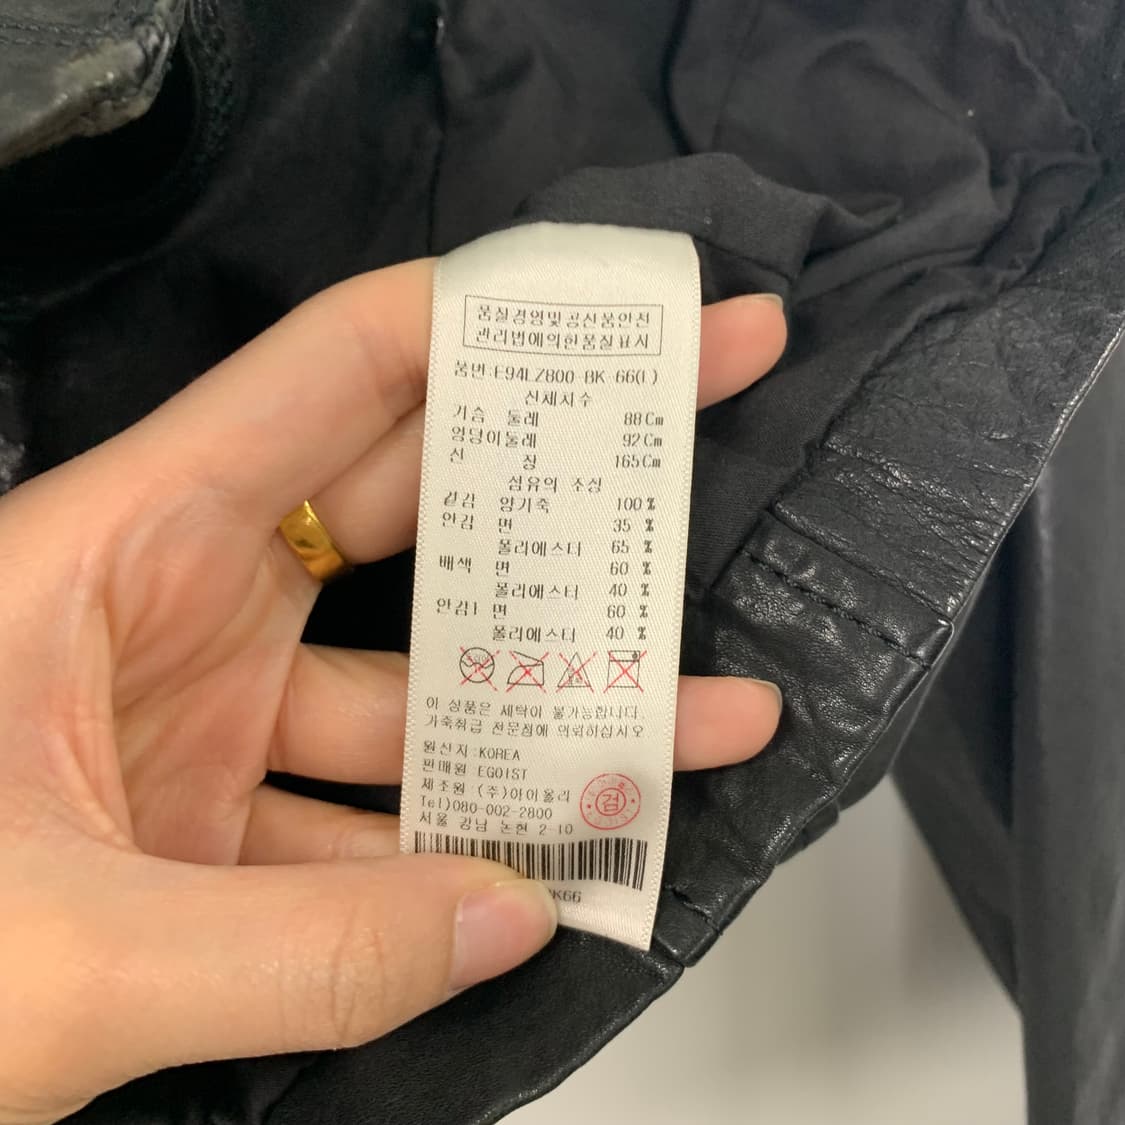 품질경영및공산품안전
관리법에의한품질표시
품번:E94LZ800-BK-66(L)
신체치수
가슴 둘레 88Cm
엉덩이둘레 92Cm
신 장 165Cm
섬유의 조성
겉감 양가죽 100%
안감 면 35%
폴리에스터 65%
배색 면 60%
폴리에스터 40%
안감1 면 60%
폴리에스터 40%
이 상품은 세탁이 불가능합니다.
가죽취급 전문점에 의뢰하십시오
원산지:KOREA
판매원:EGOIST
제조원 (주)아이올리
Tel)080-002-2800
서울 강남 논현 2-10
검
K66